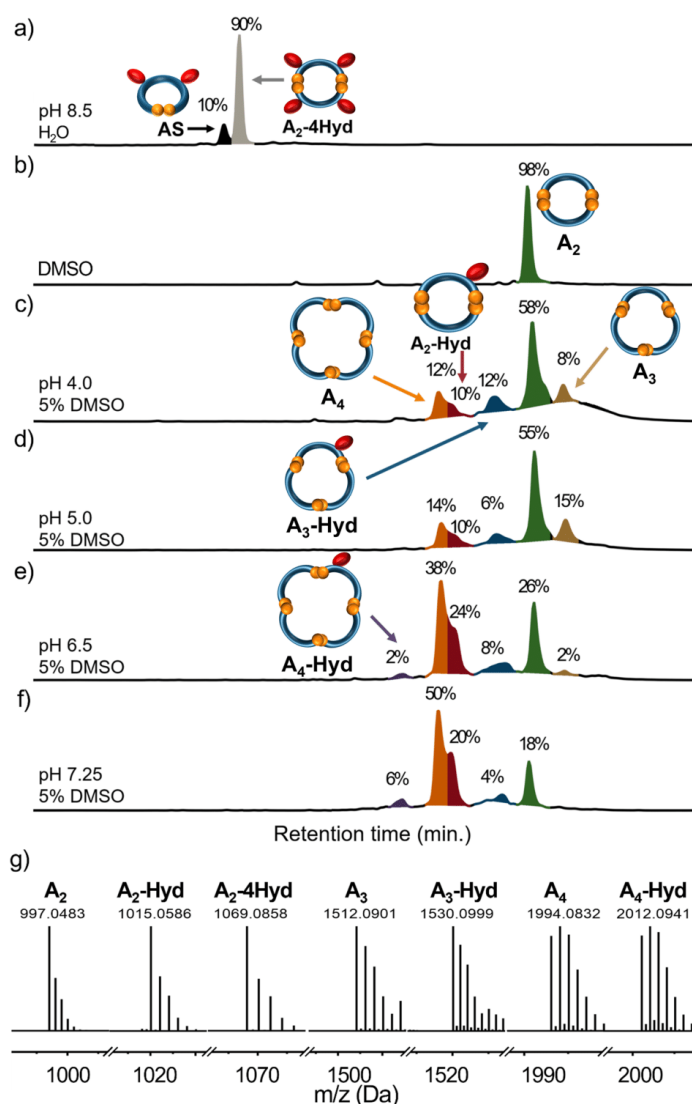 a)
90%
10%
pH 8.5
H₂O
AS
A₂-4Hyd
b)
98%
A₂
DMSO
c)
58%
A₂-Hyd
8%
A₄
12%
10%
12%
A₃
pH 4.0
5% DMSO
d)
55%
A₃-Hyd
14%
10%
6%
15%
pH 5.0
5% DMSO
e)
38%
26%
24%
A₄-Hyd
2%
8%
2%
pH 6.5
5% DMSO
f)
50%
20%
18%
6%
4%
pH 7.25
5% DMSO
Retention time (min.)
g)
A₂ A₂-Hyd A₂-4Hyd A₃ A₃-Hyd A₄ A₄-Hyd
997.0483 1015.0586 1069.0858 1512.0901 1530.0999 1994.0832 2012.0941
1000 1020 1070 1500 1520 1990 2000
m/z (Da)